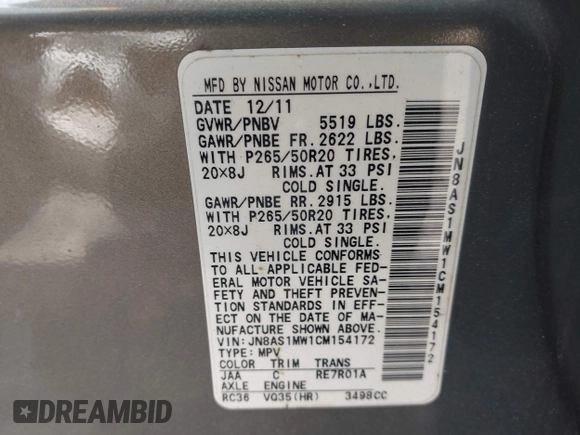 MFD BY NISSAN MOTOR CO.,LTD.
DATE 12/11
GVWR/PNBV 5519 LBS.
GAWR/PNBE FR. 2622 LBS.
WITH P265/50R20 TIRES,
20×8J RIMS. AT 33 PSI
COLD SINGLE.
GAWR/PNBE RR. 2915 LBS.
WITH P265/50R20 TIRES,
20×8J RIMS. AT 33 PSI
COLD SINGLE.
THIS VEHICLE CONFORMS
TO ALL APPLICABLE FED-
ERAL MOTOR VEHICLE SA-
FETY AND THEFT PREVEN-
TION STANDARDS IN EFF-
ECT ON THE DATE OF MA-
NUFACTURE SHOWN ABOVE.
VIN: JN8AS1MW1CM154172
TYPE: MPV
COLOR TRIM TRANS
JAA C RE7R01A
AXLE ENGINE
RC36 VQ35(HR) 3498CC
JN8AS1MW1CM154172
DREAMBID